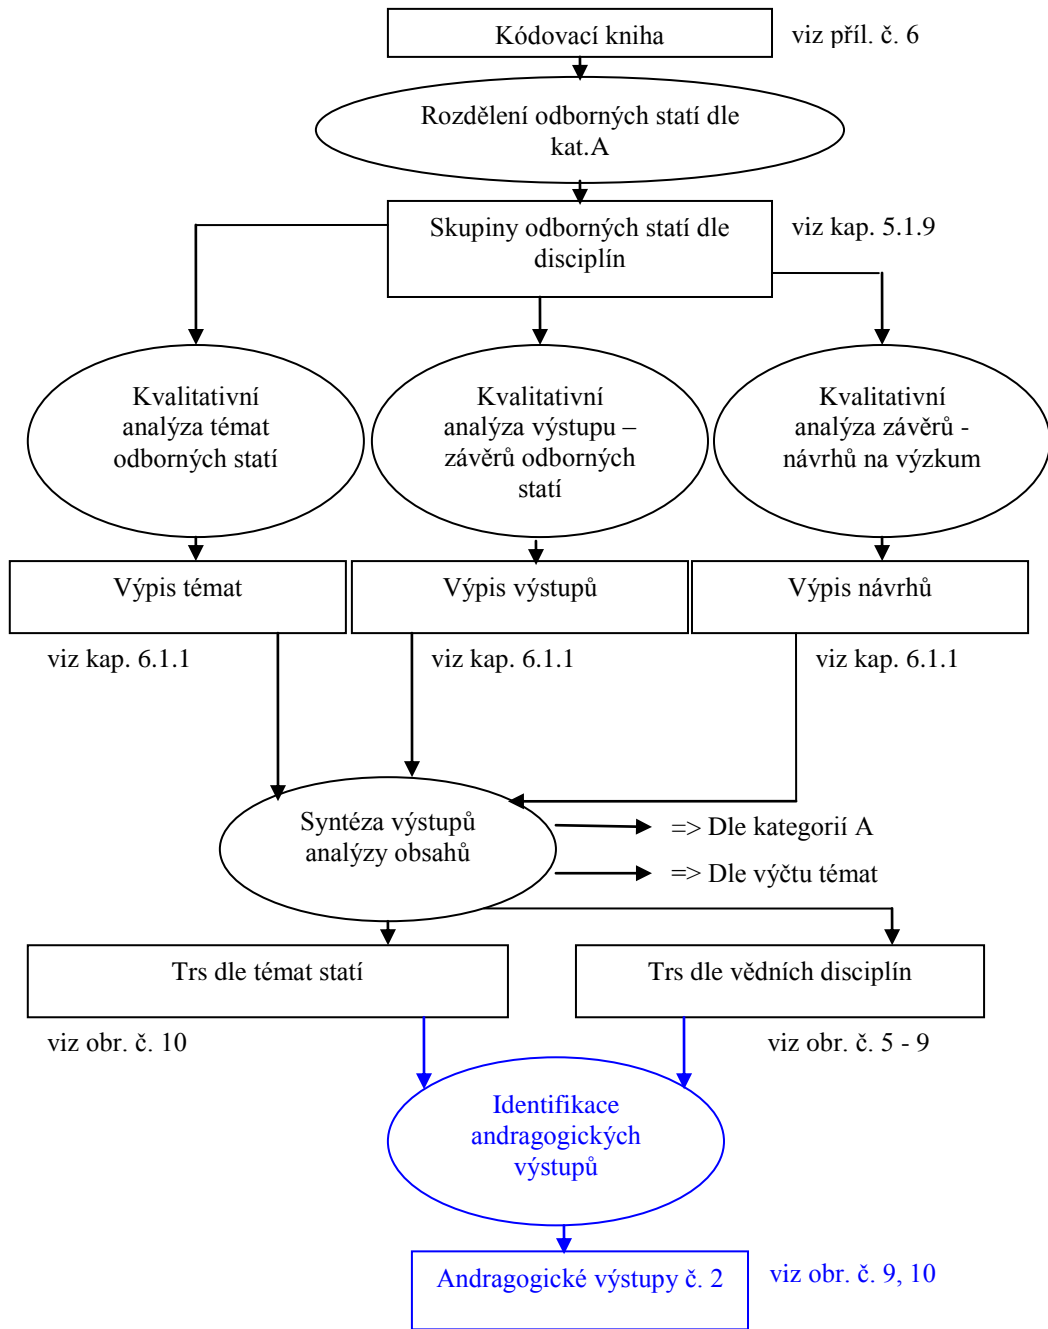 Kódovací kniha
viz příl. č. 6
Rozdělení odborných statí dle
kat.A
Skupiny odborných statí dle
disciplín
viz kap. 5.1.9
Kvalitativní
analýza témat
odborných statí
Kvalitativní
analýza výstupu –
závěrů odborných
statí
Kvalitativní
analýza závěrů -
návrhů na výzkum
Výpis témat
Výpis výstupů
Výpis návrhů
viz kap. 6.1.1
viz kap. 6.1.1
viz kap. 6.1.1
Syntéza výstupů
analýzy obsahů
=> Dle kategorií A
=> Dle výčtu témat
Trs dle témat statí
Trs dle vědních disciplín
viz obr. č. 10
viz obr. č. 5 - 9
Identifikace
andragogických
výstupů
Andragogické výstupy č. 2
viz obr. č. 9, 10